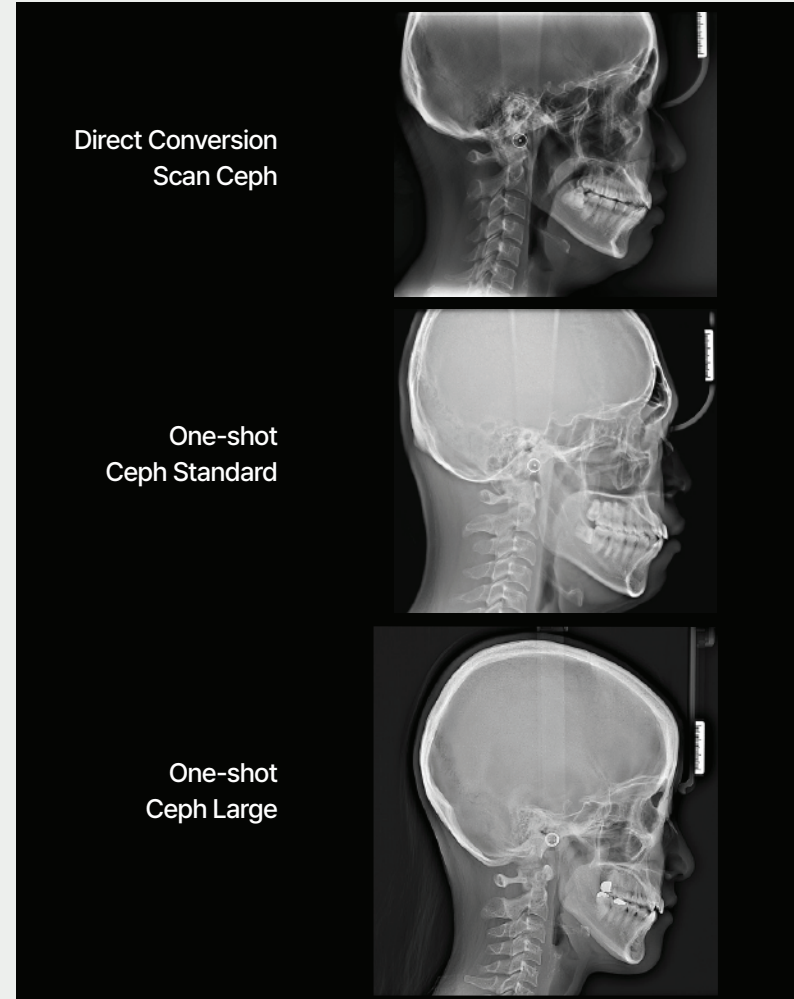 Direct Conversion
Scan Ceph
One-shot
Ceph Standard
One-shot
Ceph Large